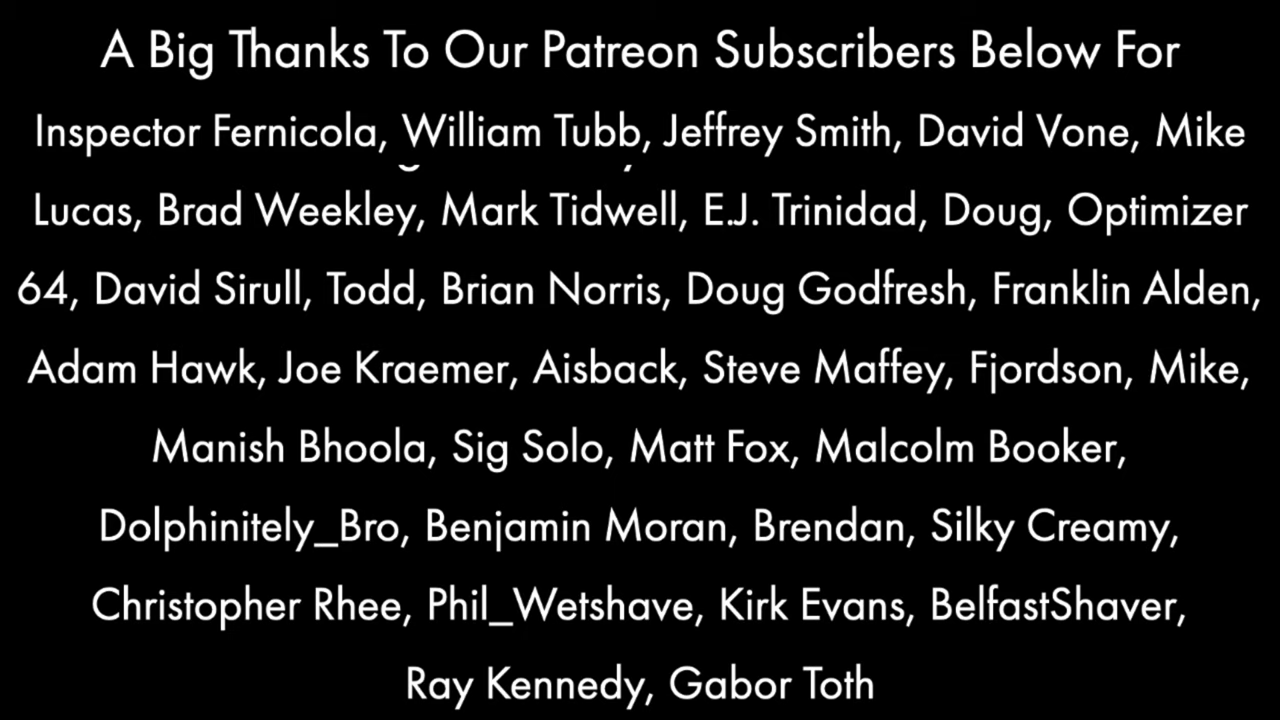 A Big Thanks To Our Patreon Subscribers Below For
Inspector Fernicola, William Tubb, Jeffrey Smith, David Vone, Mike
Lucas, Brad Weekley, Mark Tidwell, E.J. Trinidad, Doug, Optimizer
64, David Sirull, Todd, Brian Norris, Doug Godfresh, Franklin Alden,
Adam Hawk, Joe Kraemer, Aisback, Steve Maffey, Fjordson, Mike,
Manish Bhoola, Sig Solo, Matt Fox, Malcolm Booker,
Dolphinitely_Bro, Benjamin Moran, Brendan, Silky Creamy,
Christopher Rhee, Phil_Wetshave, Kirk Evans, BelfastShaver,
Ray Kennedy, Gabor Toth